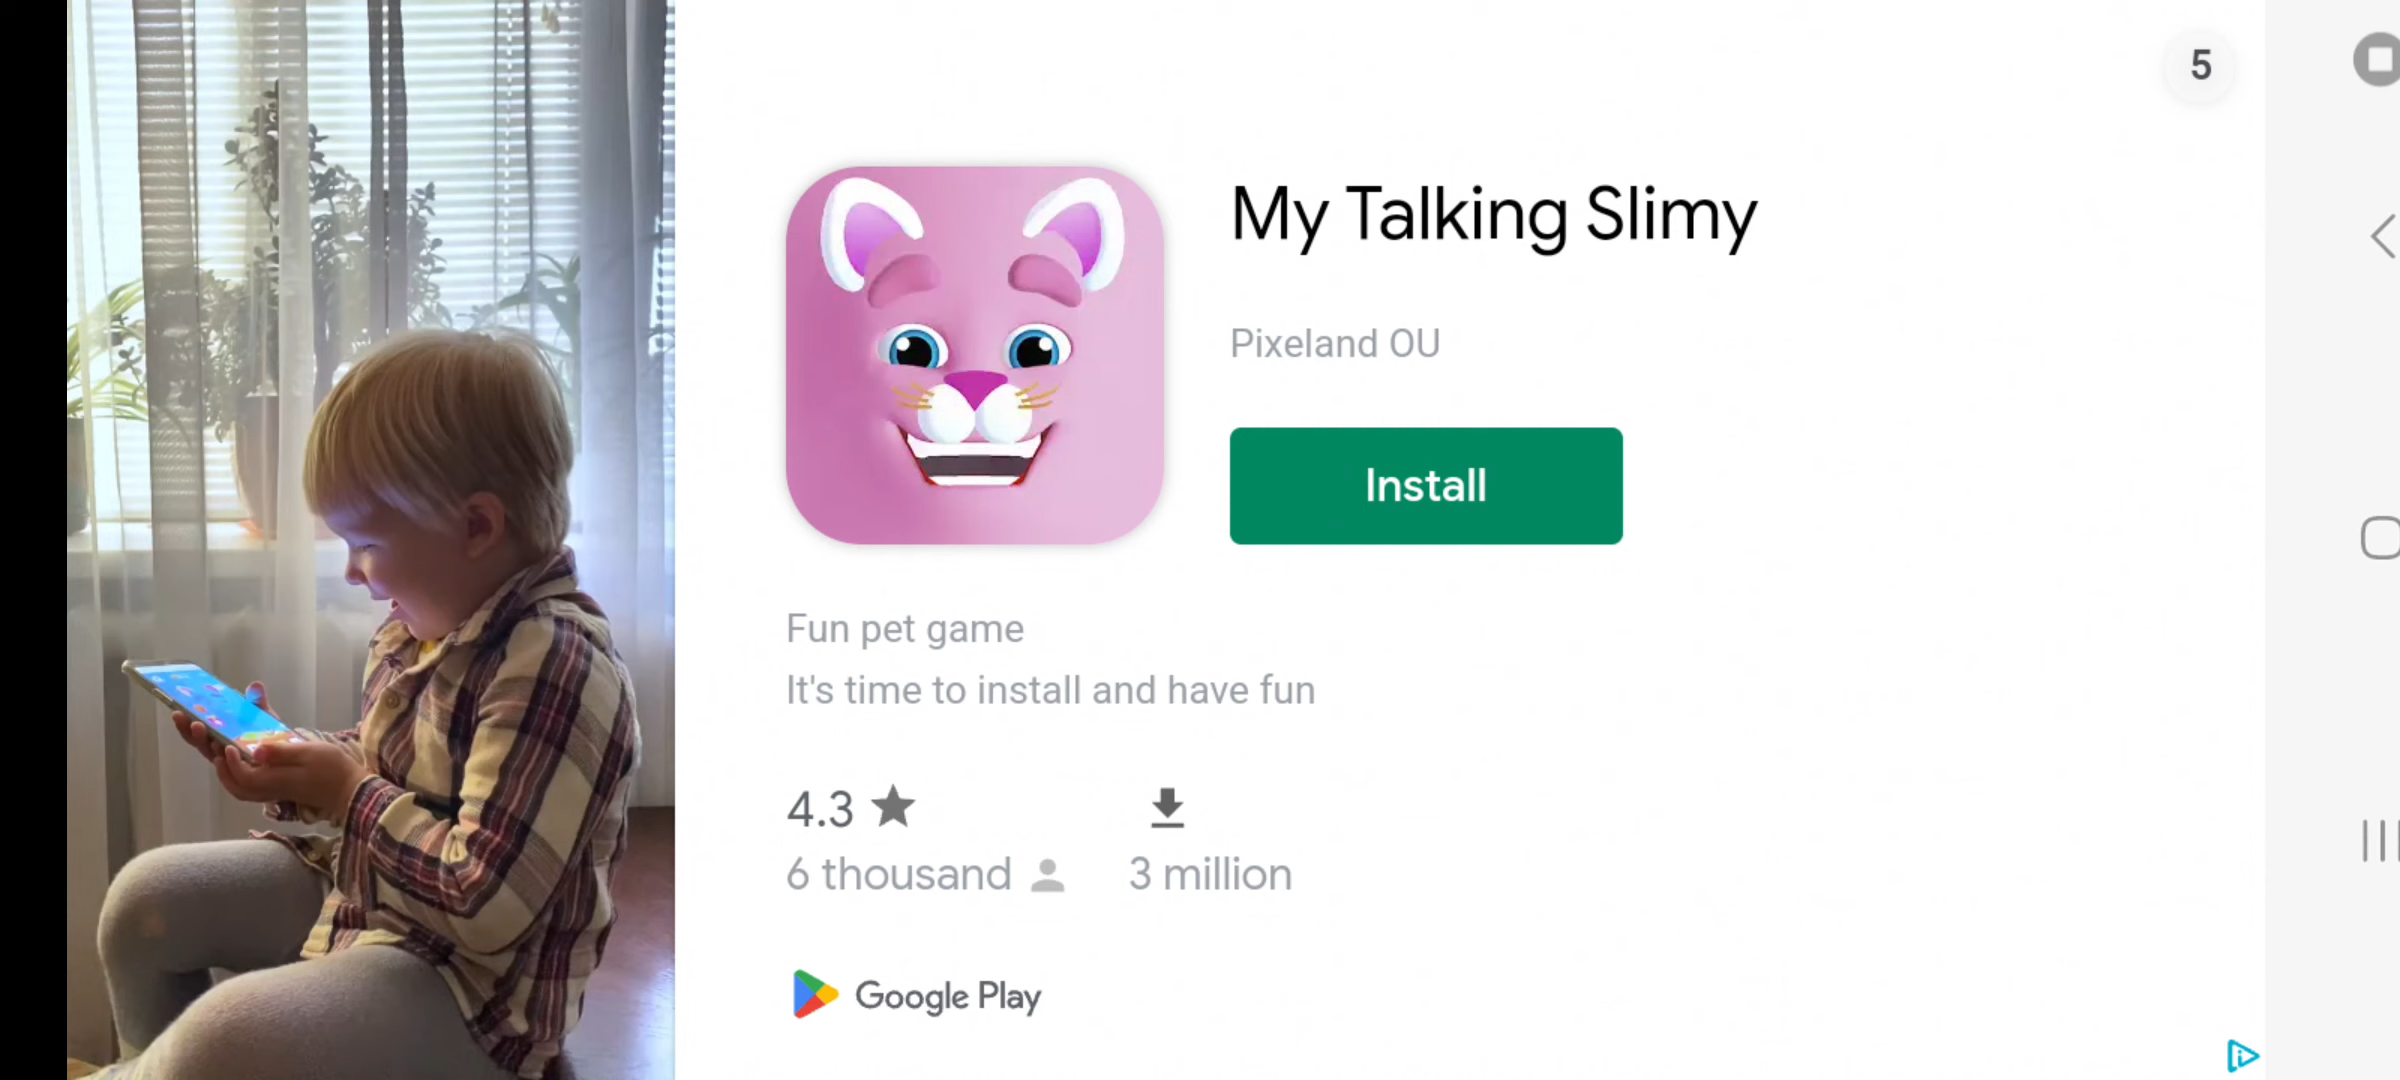 5
My Talking Slimy
Pixeland OU
Install
Fun pet game
It's time to install and have fun
4.3
6 thousand
3 million
Google Play